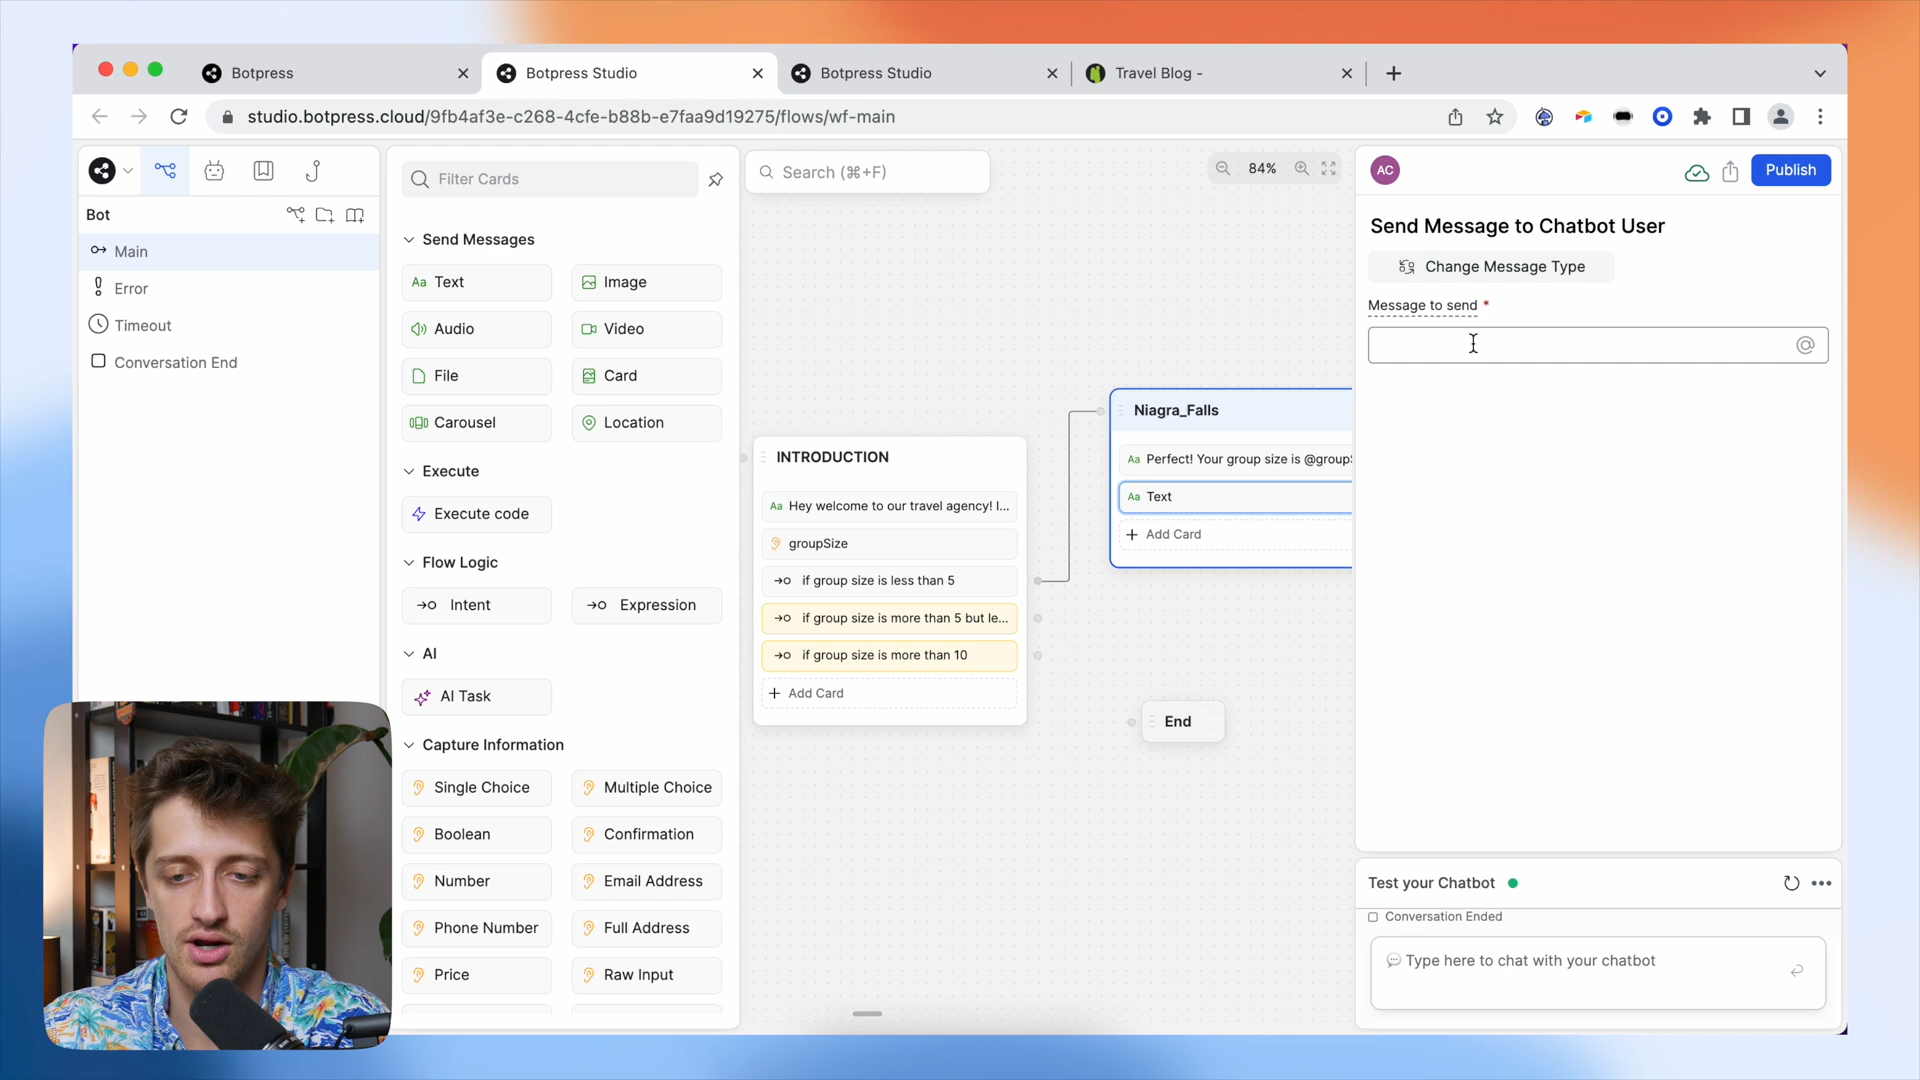 Botpress
Botpress Studio
Botpress Studio
Travel Blog -
studio.botpress.cloud/9fb4af3e-c268-4cfe-b88b-e7faa9d19275/flows/wf-main
Bot
Main
Error
Timeout
Conversation End
Filter Cards
Send Messages
Aa Text
Image
Audio
Video
File
Card
Carousel
Location
Execute
Execute code
Flow Logic
Intent
Expression
AI
AI Task
Capture Information
Single Choice
Multiple Choice
Boolean
Confirmation
Number
Email Address
Phone Number
Full Address
Price
Raw Input
Search (⌘+F)
84%
INTRODUCTION
Aa Hey welcome to our travel agency! I...
groupSize
if group size is less than 5
if group size is more than 5 but le...
if group size is more than 10
+ Add Card
Niagra_Falls
Aa Perfect! Your group size is @group
Aa Text
+ Add Card
End
AC
Publish
Send Message to Chatbot User
Change Message Type
Message to send *
@
Test your Chatbot
Conversation Ended
Type here to chat with your chatbot